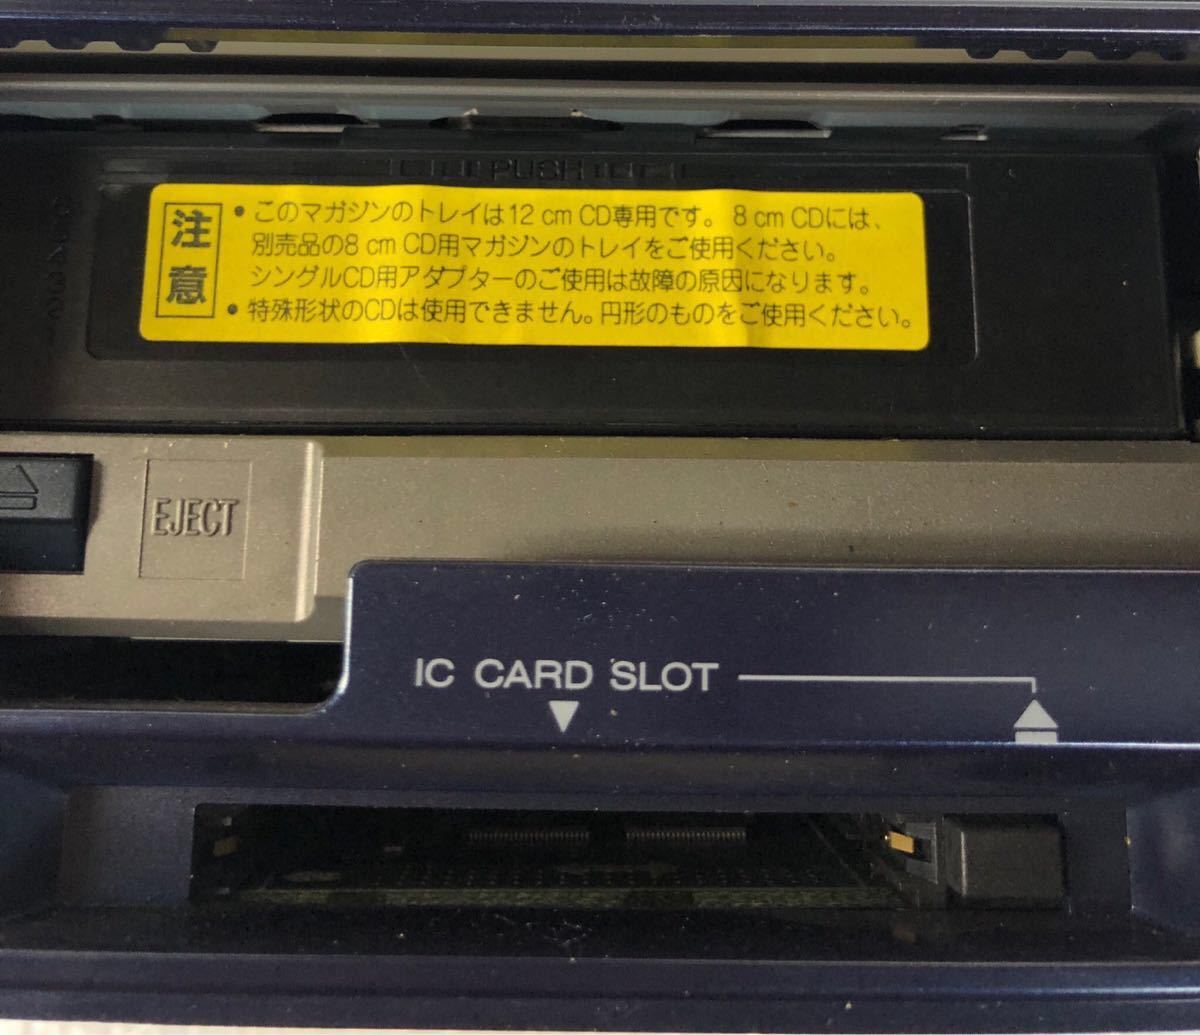 PUSH
注意
• このマガジンのトレイは12 cm CD専用です。 8 cm CDには、
別売品の8 cm CD用マガジンのトレイをご使用ください。
シングルCD用アダプターのご使用は故障の原因になります。
• 特殊形状のCDは使用できません。円形のものをご使用ください。
EJECT
IC CARD SLOT